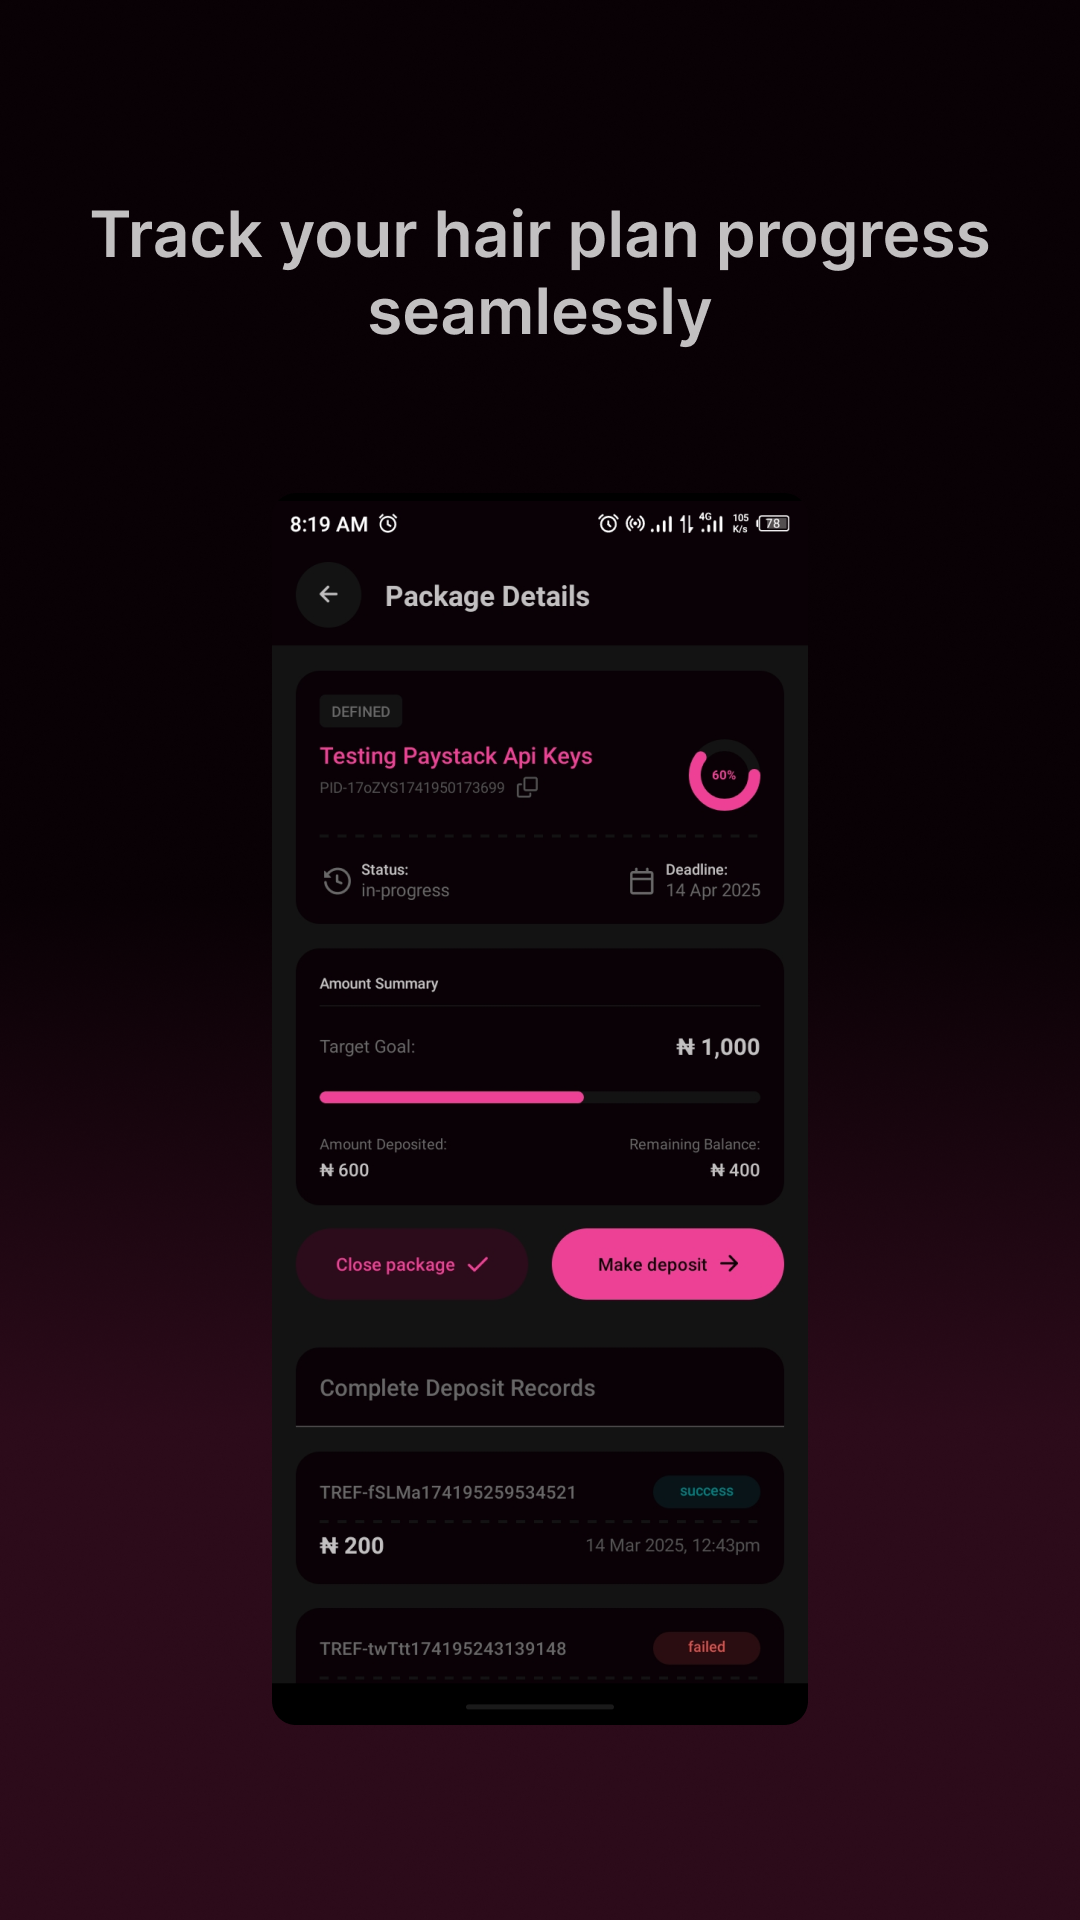 Track your hair plan progress
seamlessly
8:19 AM
4G
105
K/s
78
Package Details
DEFINED
Testing Paystack Api Keys
60%
PID-17oZYS1741950173699
Status:
in-progress
Deadline:
14 Apr 2025
Amount Summary
Target Goal:
₦ 1,000
Amount Deposited:
Remaining Balance:
₦ 600
₦ 400
Close package
Make deposit
Complete Deposit Records
TREF-fSLMa174195259534521
success
₦ 200
14 Mar 2025, 12:43pm
TREF-twTtt174195243139148
failed